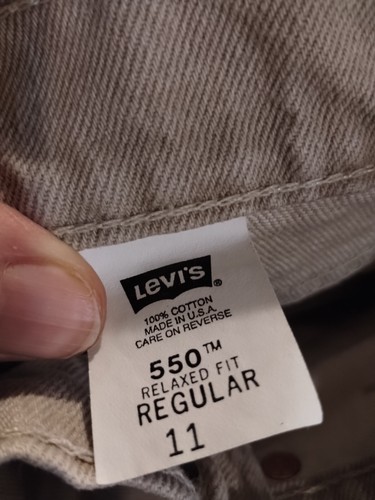 Levi's®
100% COTTON
MADE IN U.S.A.
CARE ON REVERSE
550™
RELAXED FIT
REGULAR
11